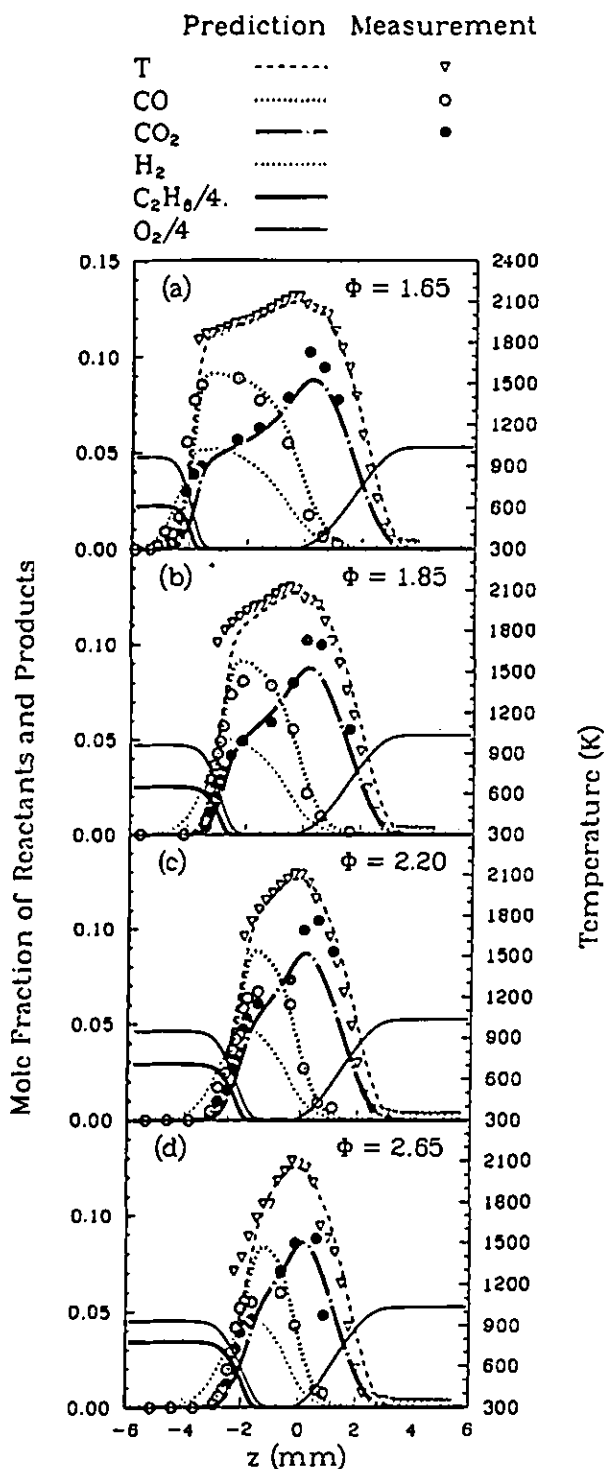 Prediction Measurement
T
CO
CO₂
H₂
C₂H₆/4.
O₂/4
0.15
(a)
Φ = 1.65
2400
2100
0.10
1800
1500
1200
0.05
900
600
0.00
300
(b)
Φ = 1.85
2100
0.10
1800
1500
1200
0.05
900
600
0.00
300
(c)
Φ = 2.20
2100
0.10
1800
1500
1200
0.05
900
600
0.00
300
(d)
Φ = 2.65
2100
0.10
1800
1500
1200
0.05
900
600
0.00
300
-6 -4 -2 0 2 4 6
z (mm)
Mole Fraction of Reactants and Products
Temperature (K)